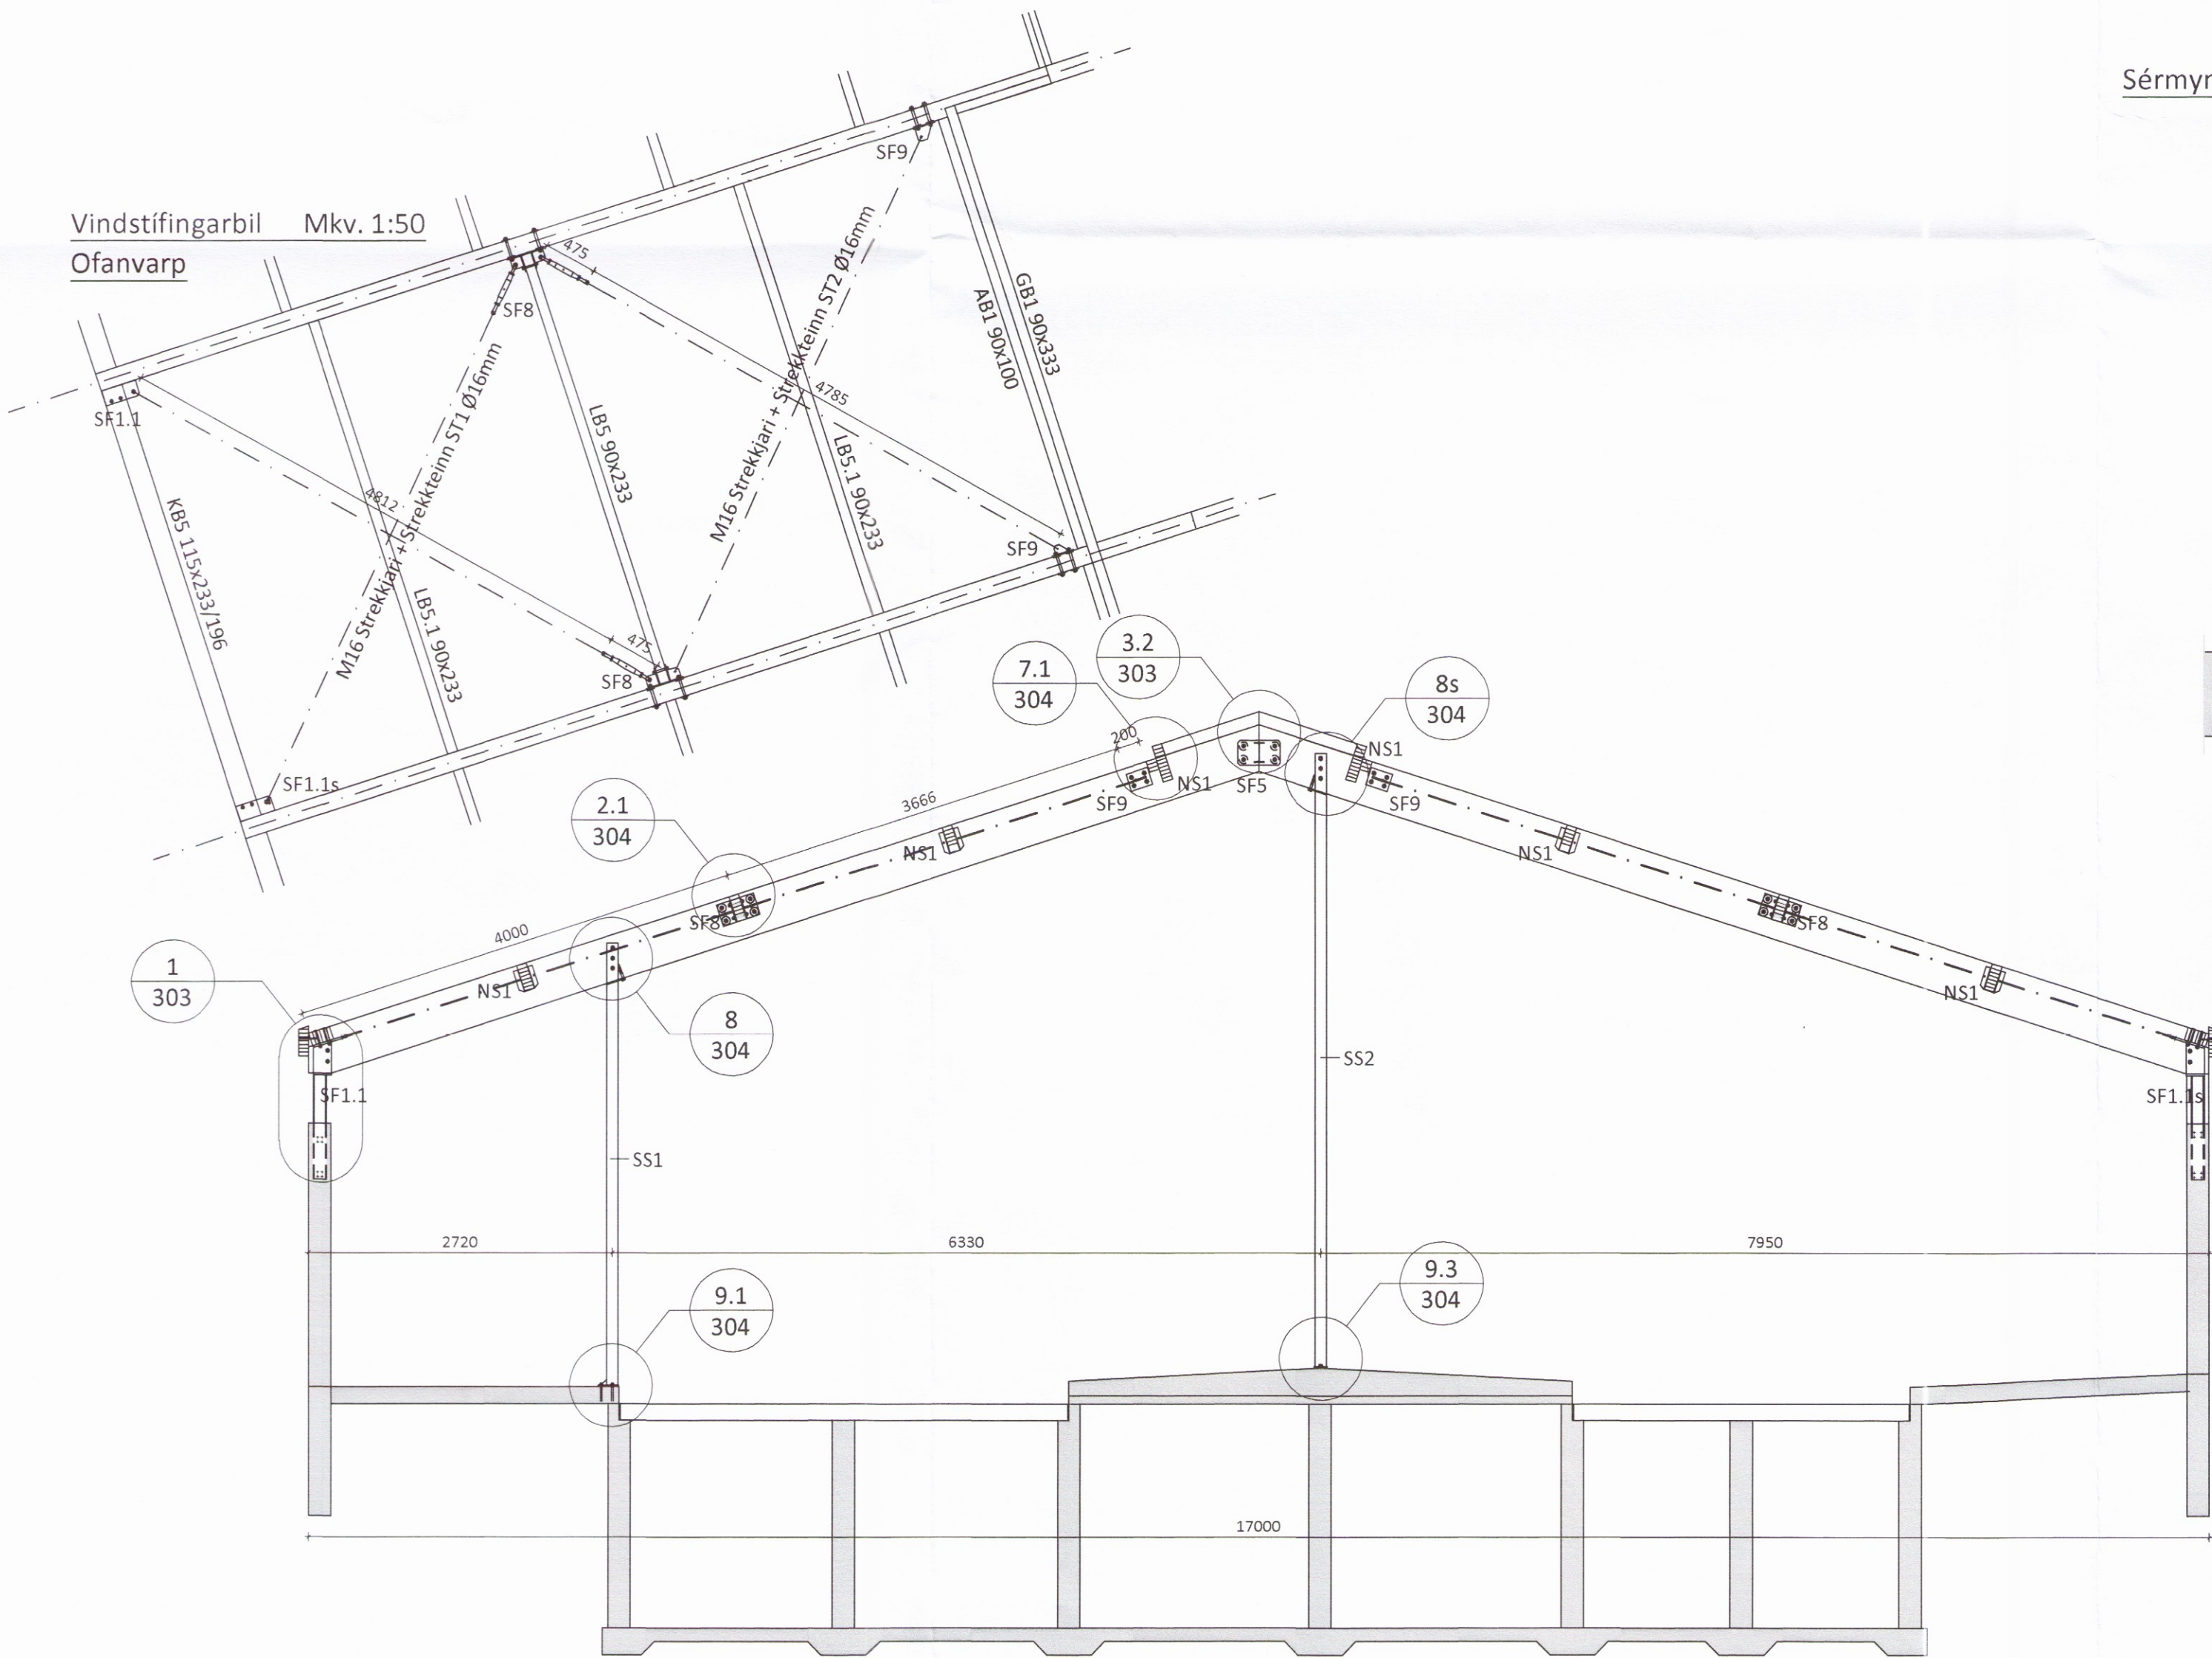 Sérmyn
Vindstífingarbil Mkv. 1:50
Ofanvarp
SF9
475
SF8
GB1 90x333
AB1 90x100
M16 Strekkjari + Strekkteinn ST2 Ø16mm
4785
LB5 90x233
LB5.1 90x233
SF1.1
M16 Strekkjari + Strekkteinn ST1 Ø16mm
4812
KB5 115x233/196
LB5.1 90x233
SF9
475
SF8
SF1.1s
3.2
303
7.1
304
8s
304
200
NS1
NS1
SF9
SF5
SF9
3666
2.1
304
NS1
NS1
SF8
SF8
4000
1
303
NS1
NS1
8
304
SS2
SF1.1
SF1.1s
SS1
2720
6330
7950
9.1
304
9.3
304
17000